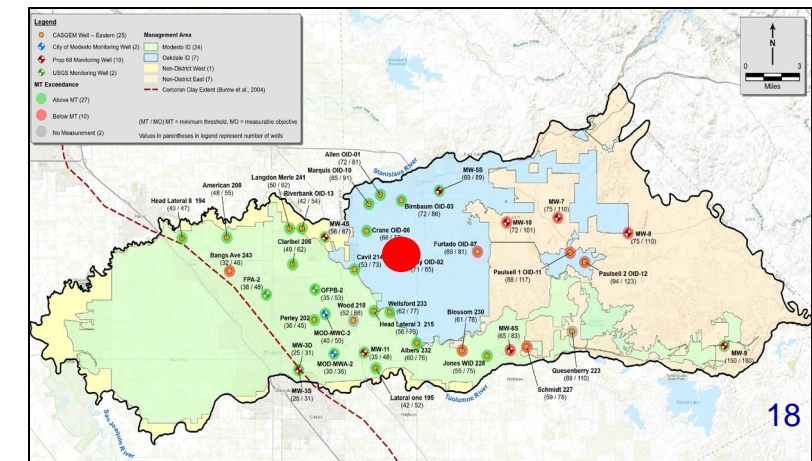 Legend
CASGEM Well – Eastern (25)
City of Modesto Monitoring Well (2)
Prop 68 Monitoring Well (10)
USGS Monitoring Well (2)
MT Exceedance
Above MT (27)
Below MT (10)
No Measurement (2)
Management Area
Modesto ID (24)
Oakdale ID (7)
Non-District West (1)
Non-District East (7)
Corcoran Clay Extent (Burow et al., 2004)
(MT / MO) MT = minimum threshold, MO = measurable objective
Values in parentheses in legend represent number of wells
N
0 3
Miles
Allen OID-01
(72 / 81)
Marquis OID-10
(85 / 91)
Stanislaus River
MW-5S
(69 / 89)
Birnbaum OID-03
(72 / 86)
Langdon Merle 241
(50 / 62)
Riverbank OID-13
(42 / 54)
American 208
(48 / 55)
Head Lateral 8 194
(40 / 47)
MW-4S
(56 / 67)
Crane OID-06
(66 /
MW-10
(72 / 101)
MW-7
(75 / 110)
MW-8
(75 / 110)
Claribel 206
(49 / 62)
Bangs Ave 243
(32 / 46)
Cavil 214
(53 / 73)
OID-02
(71 / 85)
Furtado OID-07
(69 / 81)
Paulsell 1 OID-11
(88 / 117)
Paulsell 2 OID-12
(94 / 123)
FPA-2
(38 / 48)
OFPB-2
(35 / 53)
Wood 210
(52 / 66)
Wellsford 233
(62 / 77)
Perley 202
(36 / 45)
MOD-MWC-3
(40 / 50)
Head Lateral 3 215
(56 / 73)
Blossom 230
(61 / 78)
MW-6S
(65 / 83)
MW-3D
(25 / 31)
MOD-MWA-2
(30 / 36)
MW-11
(35 / 48)
Albers 232
(60 / 76)
Jones WID 228
(55 / 75)
Quesenberry 223
(89 / 110)
MW-9
(150 / 180)
MW-3S
(25 / 31)
Lateral one 195
(42 / 52)
Tuolumne River
Schmidt 227
(59 / 78)
San Joaquin River
18